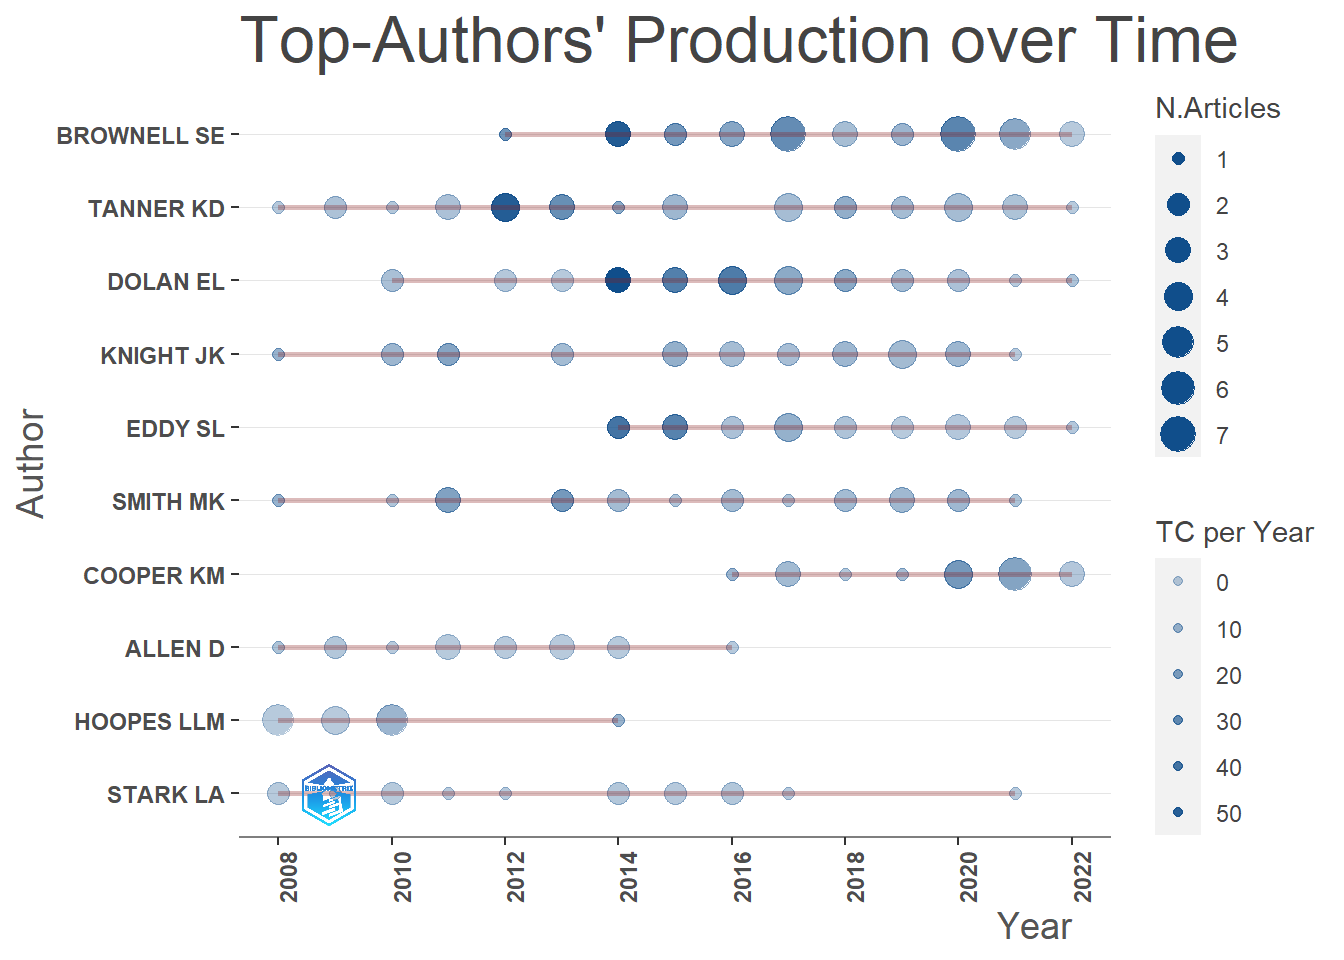 Top-Authors' Production over Time
Author
BROWNELL SE
TANNER KD
DOLAN EL
KNIGHT JK
EDDY SL
SMITH MK
COOPER KM
ALLEN D
HOOPES LLM
STARK LA
BIBLIOMETRIX
2008
2010
2012
2014
2016
2018
2020
2022
Year
N.Articles
1
2
3
4
5
6
7
TC per Year
0
10
20
30
40
50